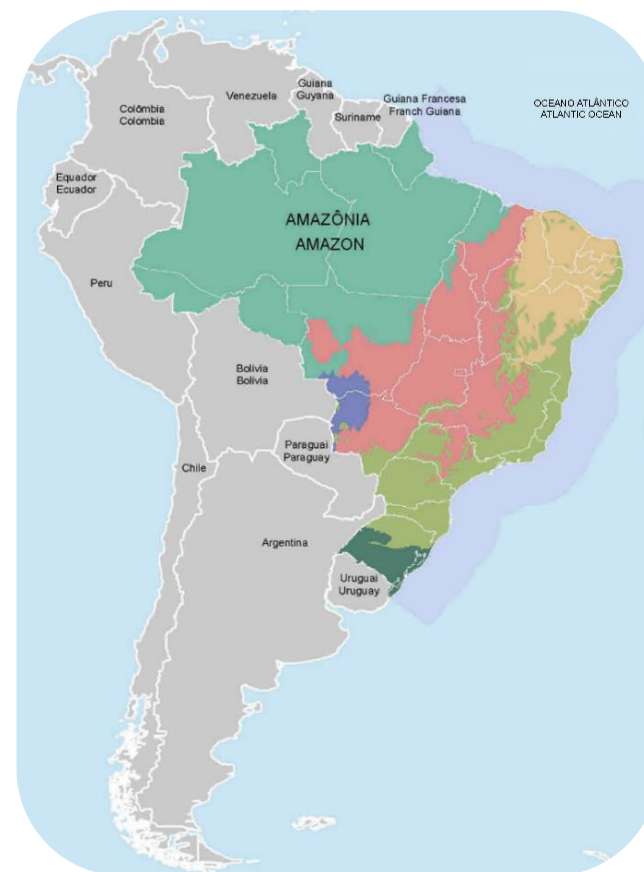 Guiana
Guyana
Venezuela
Guiana Francesa
Franch Guiana
OCEANO ATLÂNTICO
ATLANTIC OCEAN
Colômbia
Colombia
Suriname
Equador
Ecuador
AMAZÔNIA
AMAZON
Peru
Bolívia
Bolivia
Paraguai
Paraguay
Chile
Argentina
Uruguai
Uruguay